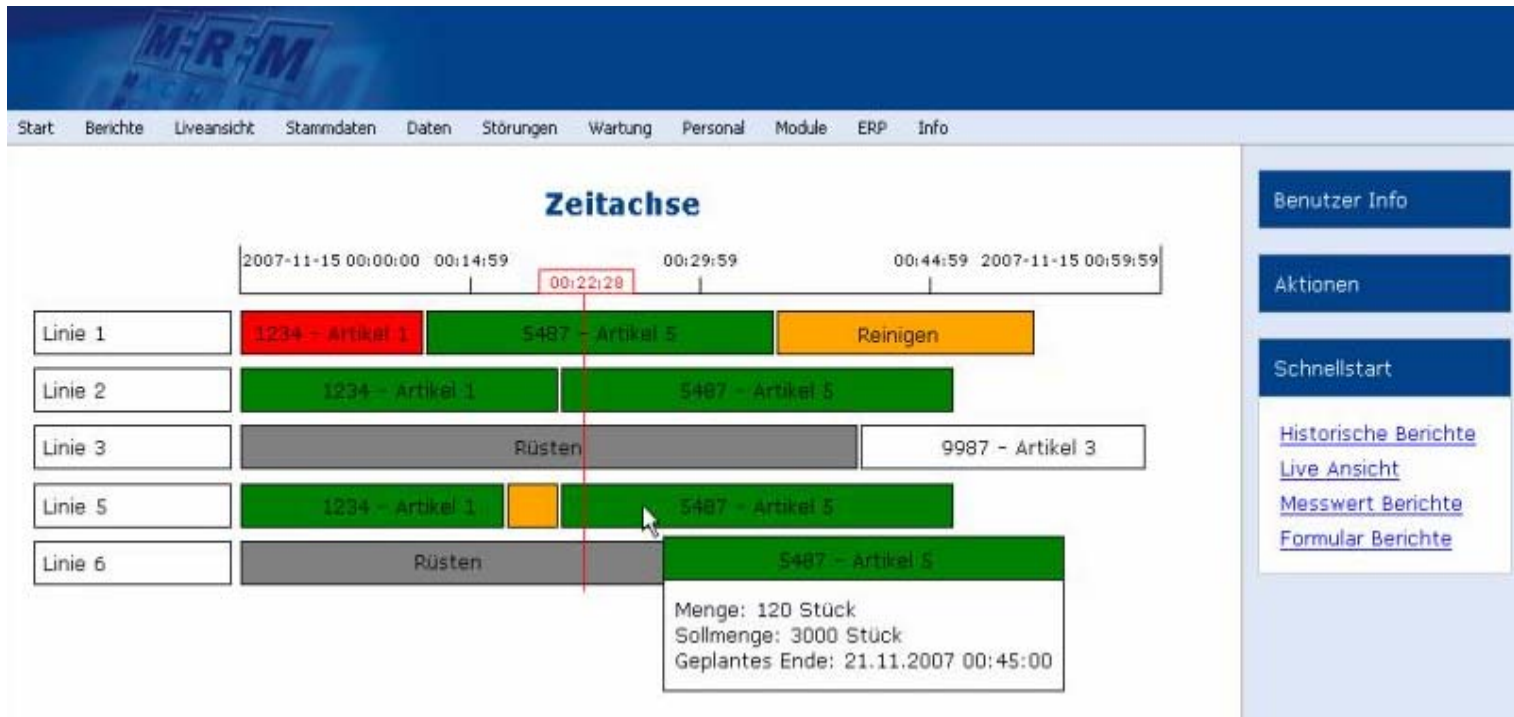 M-R-M
Start Berichte Liveansicht Stammdaten Daten Störungen Wartung Personal Module ERP Info
Zeitachse
2007-11-15 00:00:00 00:14:59 00:29:59 00:44:59 2007-11-15 00:59:59
00:22:28
Linie 1 1234 - Artikel 1 5487 - Artikel 5 Reinigen
Linie 2 1234 - Artikel 1 5487 - Artikel 5
Linie 3 Rüsten 9987 - Artikel 3
Linie 5 1234 - Artikel 1 5487 - Artikel 5
Linie 6 Rüsten
5487 - Artikel 5
Menge: 120 Stück
Sollmenge: 3000 Stück
Geplantes Ende: 21.11.2007 00:45:00
Benutzer Info
Aktionen
Schnellstart
Historische Berichte
Live Ansicht
Messwert Berichte
Formular Berichte